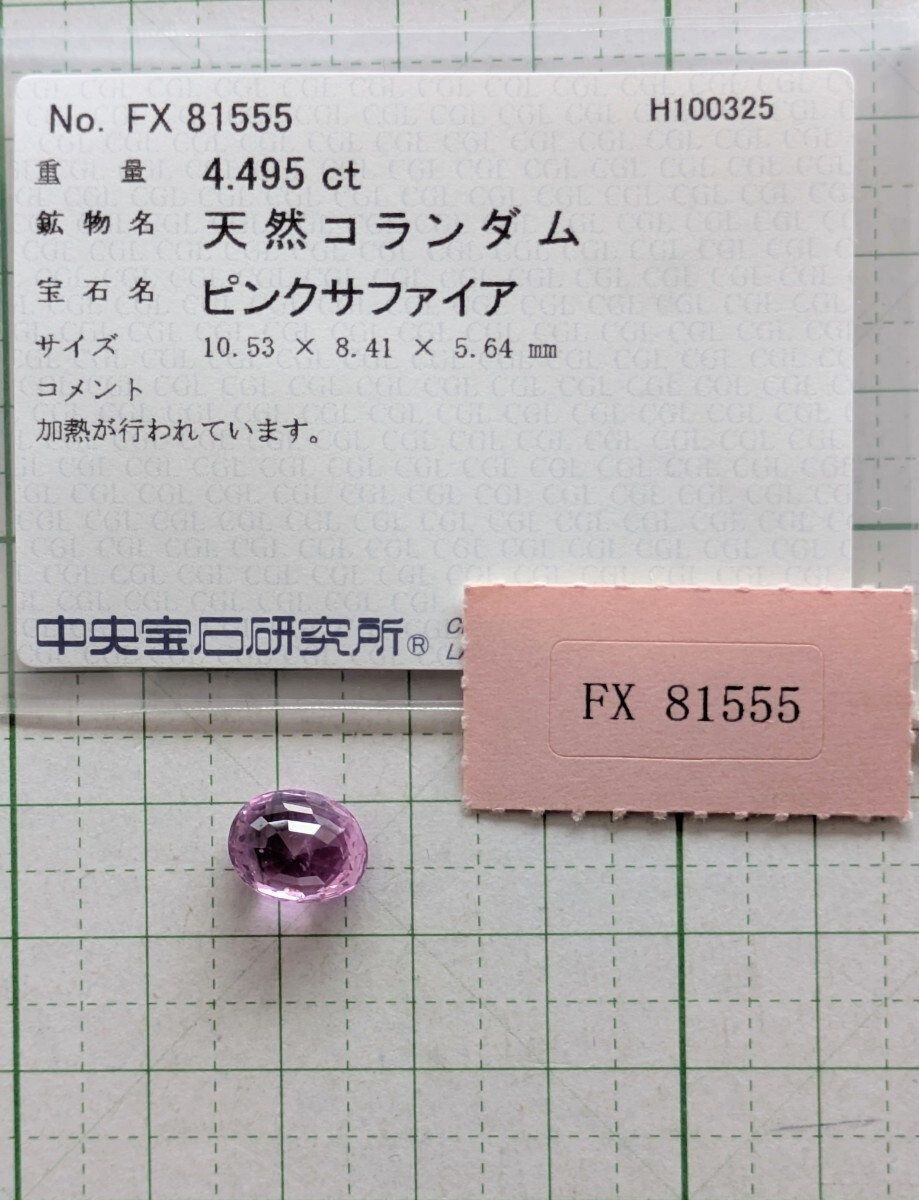 No. FX 81555 H100325
重 量 4.495 ct
鉱物名 天然コランダム
宝石名 ピンクサファイア
サイズ 10.53 × 8.41 × 5.64 mm
コメント
加熱が行われています。
中央宝石研究所®
FX 81555